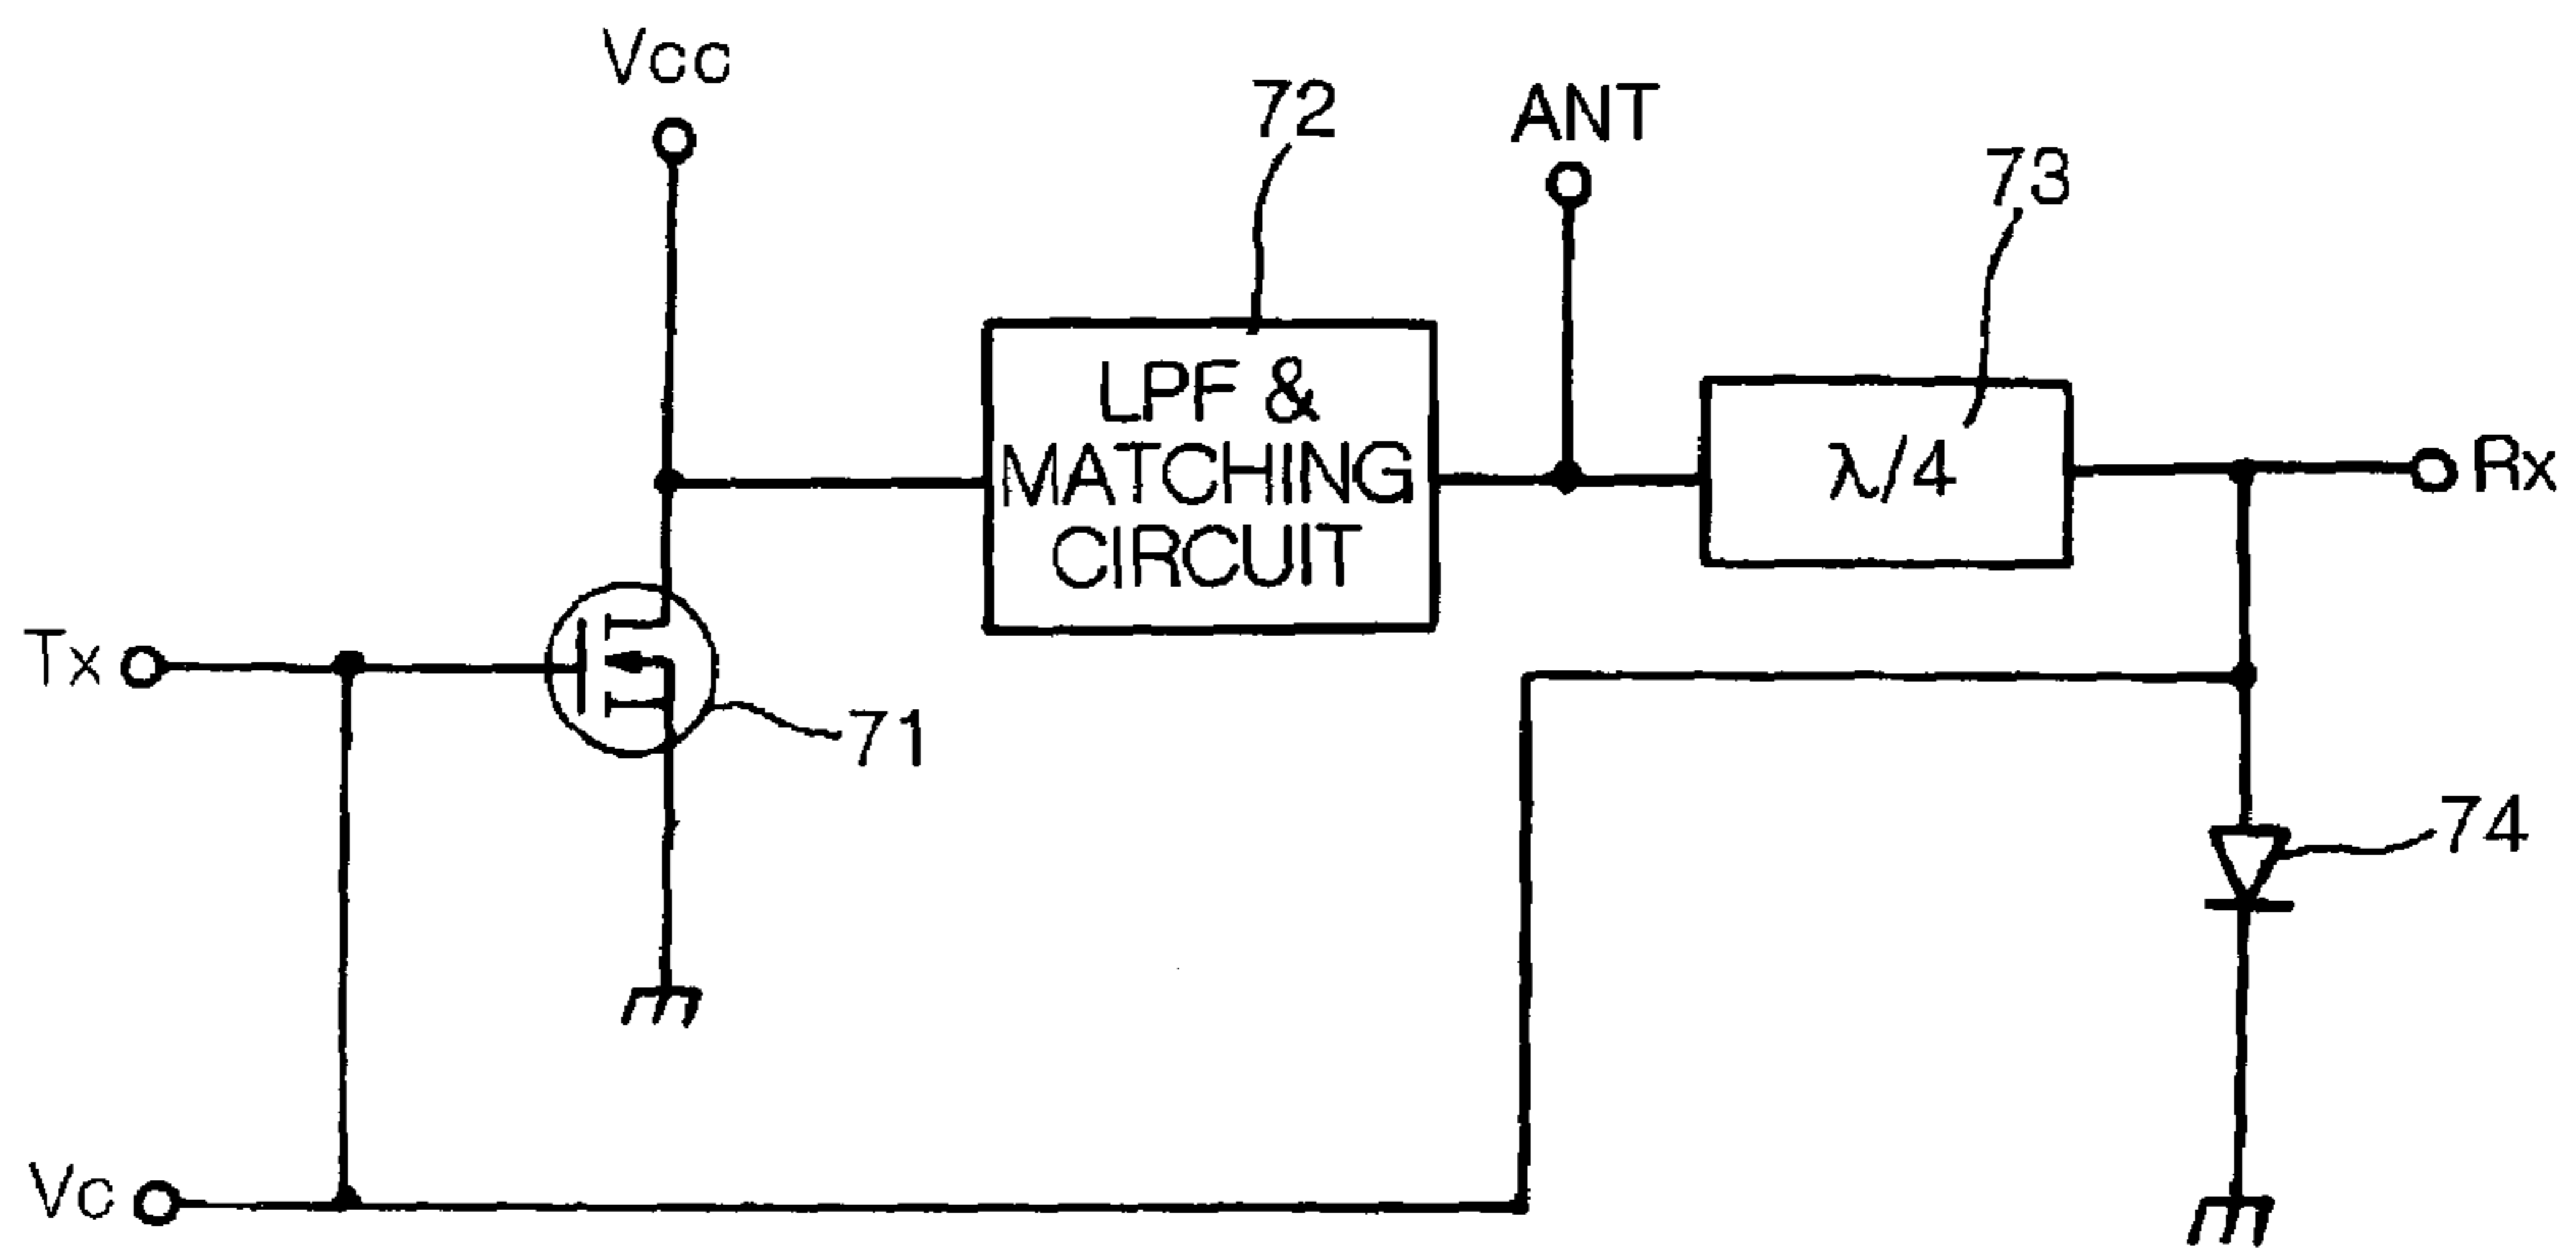 Vcc
72
ANT
73
LPF &
MATCHING
CIRCUIT
λ/4
Rx
Tx
71
74
Vc